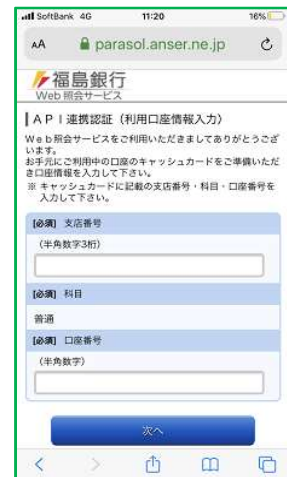 SoftBank 4G 11:20 16%
AA parasol.anser.ne.jp
福島銀行
Web 照会サービス
API連携認証（利用口座情報入力）
Web照会サービスをご利用いただきましてありがとうござ
います。
お手元にご利用中の口座のキャッシュカードをご準備いただ
き口座情報を入力して下さい。
※ キャッシュカードに記載の支店番号・科目・口座番号を
入力して下さい。
[必須] 支店番号
（半角数字3桁）
[必須] 科目
普通
[必須] 口座番号
（半角数字）
次へ